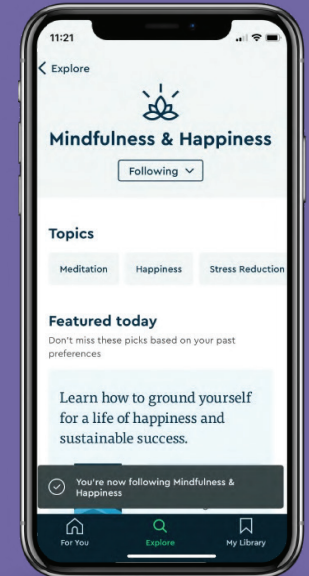 11:21
Explore
Mindfulness & Happiness
Following
Topics
Meditation Happiness Stress Reduction
Featured today
Don't miss these picks based on your past
preferences
Learn how to ground yourself
for a life of happiness and
sustainable success.
You're now following Mindfulness &
Happiness
For You Explore My Library